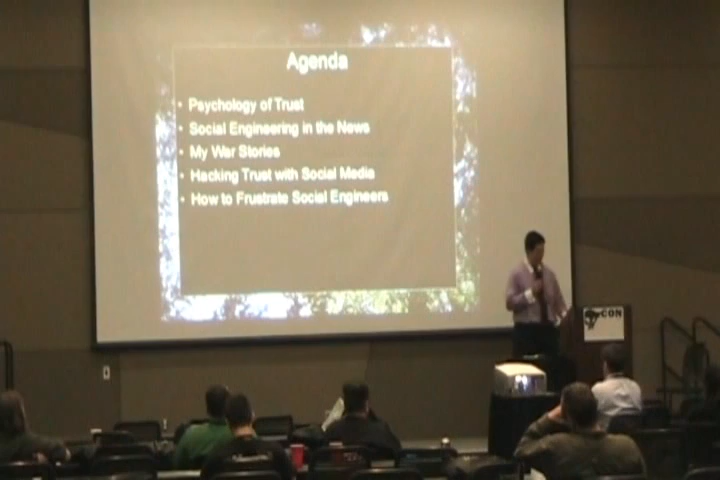 Agenda
• Psychology of Trust
• Social Engineering in the News
• My War Stories
• Hacking Trust with Social Media
• How to Frustrate Social Engineers
CON